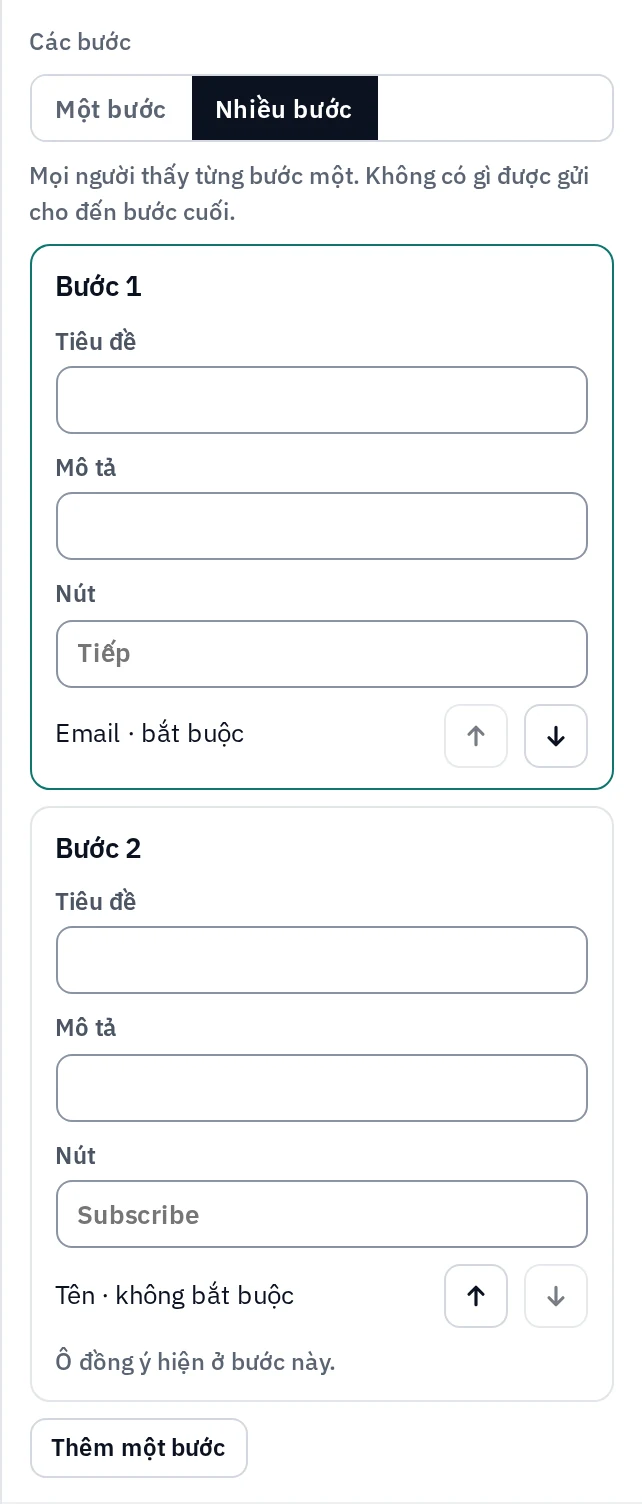 Các bước
Một bước
Nhiều bước
Mọi người thấy từng bước một. Không có gì được gửi
cho đến bước cuối.
Bước 1
Tiêu đề
Mô tả
Nút
Tiếp
Email · bắt buộc
Bước 2
Tiêu đề
Mô tả
Nút
Subscribe
Tên · không bắt buộc
Ô đồng ý hiện ở bước này.
Thêm một bước